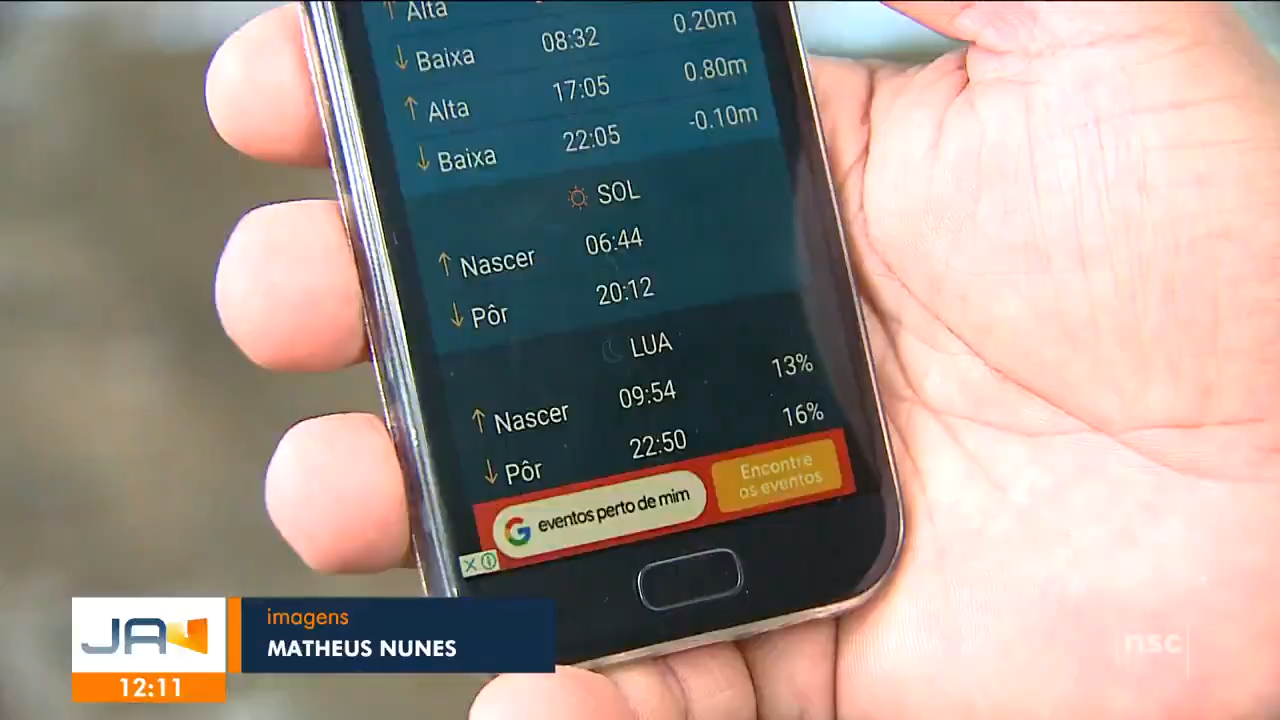 ↑ Alta
↓ Baixa 08:32 0.20m
↑ Alta 17:05 0.80m
↓ Baixa 22:05 -0.10m
SOL
↑ Nascer 06:44
↓ Pôr 20:12
LUA
↑ Nascer 09:54 13%
↓ Pôr 22:50 16%
eventos perto de mim
Encontre
os eventos
imagens
JA
MATHEUS NUNES
12:11
nsc